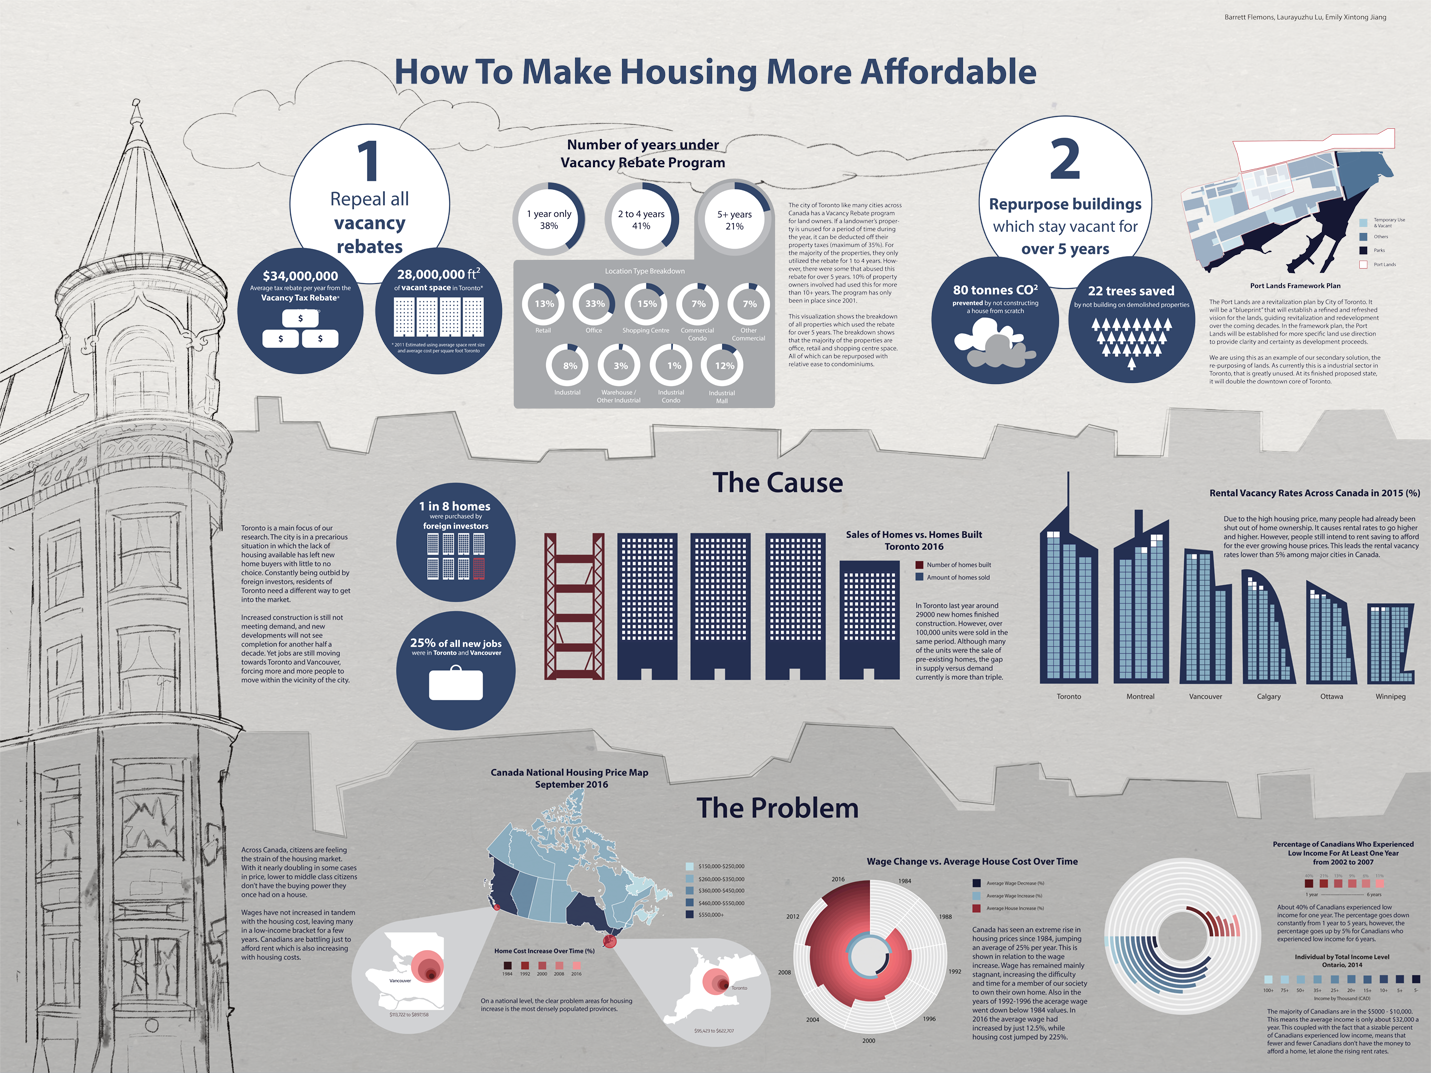 Barrett Flemons, Laurayuzhu Lu, Emily Xintong Jiang
How To Make Housing More Affordable
1
Repeal all
vacancy
rebates
$34,000,000
Average tax rebate per year from the
Vacancy Tax Rebate*
$
$
$
28,000,000 ft²
of vacant space in Toronto*
* 2011 Estimated using average space rent size
and average cost per square foot Toronto
Number of years under
Vacancy Rebate Program
1 year only
38%
2 to 4 years
41%
5+ years
21%
Location Type Breakdown
13%
Retail
33%
Office
15%
Shopping Centre
7%
Commercial
Condo
7%
Other
Commercial
8%
Industrial
3%
Warehouse /
Other Industrial
1%
Industrial
Condo
12%
Industrial
Mall
The city of Toronto like many cities across
Canada has a Vacancy Rebate program
for land owners. If a landowner's proper-
ty is unused for a period of time during
the year, it can be deducted off their
property taxes (maximum of 35%). For
the majority of the properties, they only
utilized the rebate for 1 to 4 years. How-
ever, there were some that abused this
rebate for over 5 years. 10% of property
owners involved had used this for more
than 10+ years. The program has only
been in place since 2001.
This visualization shows the breakdown
of all properties which used the rebate
for over 5 years. The breakdown shows
that the majority of the properties are
office, retail and shopping centre space.
All of which can be repurposed with
relative ease to condominiums.
2
Repurpose buildings
which stay vacant for
over 5 years
80 tonnes CO²
prevented by not constructing
a house from scratch
22 trees saved
by not building on demolished properties
Temporary Use
& Vacant
Others
Parks
Port Lands
Port Lands Framework Plan
The Port Lands are a revitalization plan by City of Toronto. It
will be a "blueprint" that will establish a refined and refreshed
vision for the lands, guiding revitalization and redevelopment
over the coming decades. In the framework plan, the Port
Lands will be established for more specific land use direction
to provide clarity and certainty as development proceeds.
We are using this as an example of our secondary solution, the
re-purposing of lands. As currently this is a industrial sector in
Toronto, that is greatly unused. At its finished proposed state,
it will double the downtown core of Toronto.
The Cause
Toronto is a main focus of our
research. The city is in a precarious
situation in which the lack of
housing available has left new
home buyers with little to no
choice. Constantly being outbid by
foreign investors, residents of
Toronto need a different way to get
into the market.
Increased construction is still not
meeting demand, and new
developments will not see
completion for another half a
decade. Yet jobs are still moving
towards Toronto and Vancouver,
forcing more and more people to
move within the vicinity of the city.
1 in 8 homes
were purchased by
foreign investors
25% of all new jobs
were in Toronto and Vancouver
Sales of Homes vs. Homes Built
Toronto 2016
Number of homes built
Amount of homes sold
In Toronto last year around
29000 new homes finished
construction. However, over
100,000 units were sold in the
same period. Although many
of the units were the sale of
pre-existing homes, the gap
in supply versus demand
currently is more than triple.
Rental Vacancy Rates Across Canada in 2015 (%)
Due to the high housing price, many people had already been
shut out of home ownership. It causes rental rates to go higher
and higher. However, people still intend to rent saving to afford
for the ever growing house prices. This leads the rental vacancy
rates lower than 5% among major cities in Canada.
Toronto
Montreal
Vancouver
Calgary
Ottawa
Winnipeg
The Problem
Across Canada, citizens are feeling
the strain of the housing market.
With it nearly doubling in some cases
in price, lower to middle class citizens
don't have the buying power they
once had on a house.
Wages have not increased in tandem
with the housing cost, leaving many
in a low-income bracket for a few
years. Canadians are battling just to
afford rent which is also increasing
with housing costs.
Canada National Housing Price Map
September 2016
$150,000-$250,000
$260,000-$350,000
$360,000-$450,000
$460,000-$550,000
$550,000+
Home Cost Increase Over Time (%)
1984 1992 2000 2008 2016
Vancouver
Toronto
On a national level, the clear problem areas for housing
increase is the most densely populated provinces.
Wage Change vs. Average House Cost Over Time
2016
1984
1988
1992
1996
2000
2004
2008
2012
Average Wage Decrease (%)
Average Wage Increase (%)
Average House Increase (%)
Canada has seen an extreme rise in
housing prices since 1984, jumping
an average of 25% per year. This is
shown in relation to the wage
increase. Wage has remained mainly
stagnant, increasing the difficulty
and time for a member of our society
to own their own home. Also in the
years of 1992-1996 the average wage
went down below 1984 values. In
2016 the average wage had
increased by just 12.5%, while
housing cost jumped by 225%.
Percentage of Canadians Who Experienced
Low Income For At Least One Year
from 2002 to 2007
1 year
6 years
About 40% of Canadians experienced low
income for one year. The percentage goes down
constantly from 1 year to 5 years, however, the
percentage goes up by 5% for Canadians who
experienced low income for 6 years.
Individual by Total Income Level
Ontario, 2014
100+ 75+ 50+ 35+ 25+ 20+ 15+ 10+ 5+ 5-
Income by Thousand (CAD)
The majority of Canadians are in the $5000 - $10,000.
This means the average income is only about $32,000 a
year. This coupled with the fact that a sizable percent
of Canadians experienced low income, means that
fewer and fewer Canadians don't have the money to
afford a home, let alone the rising rent rates.